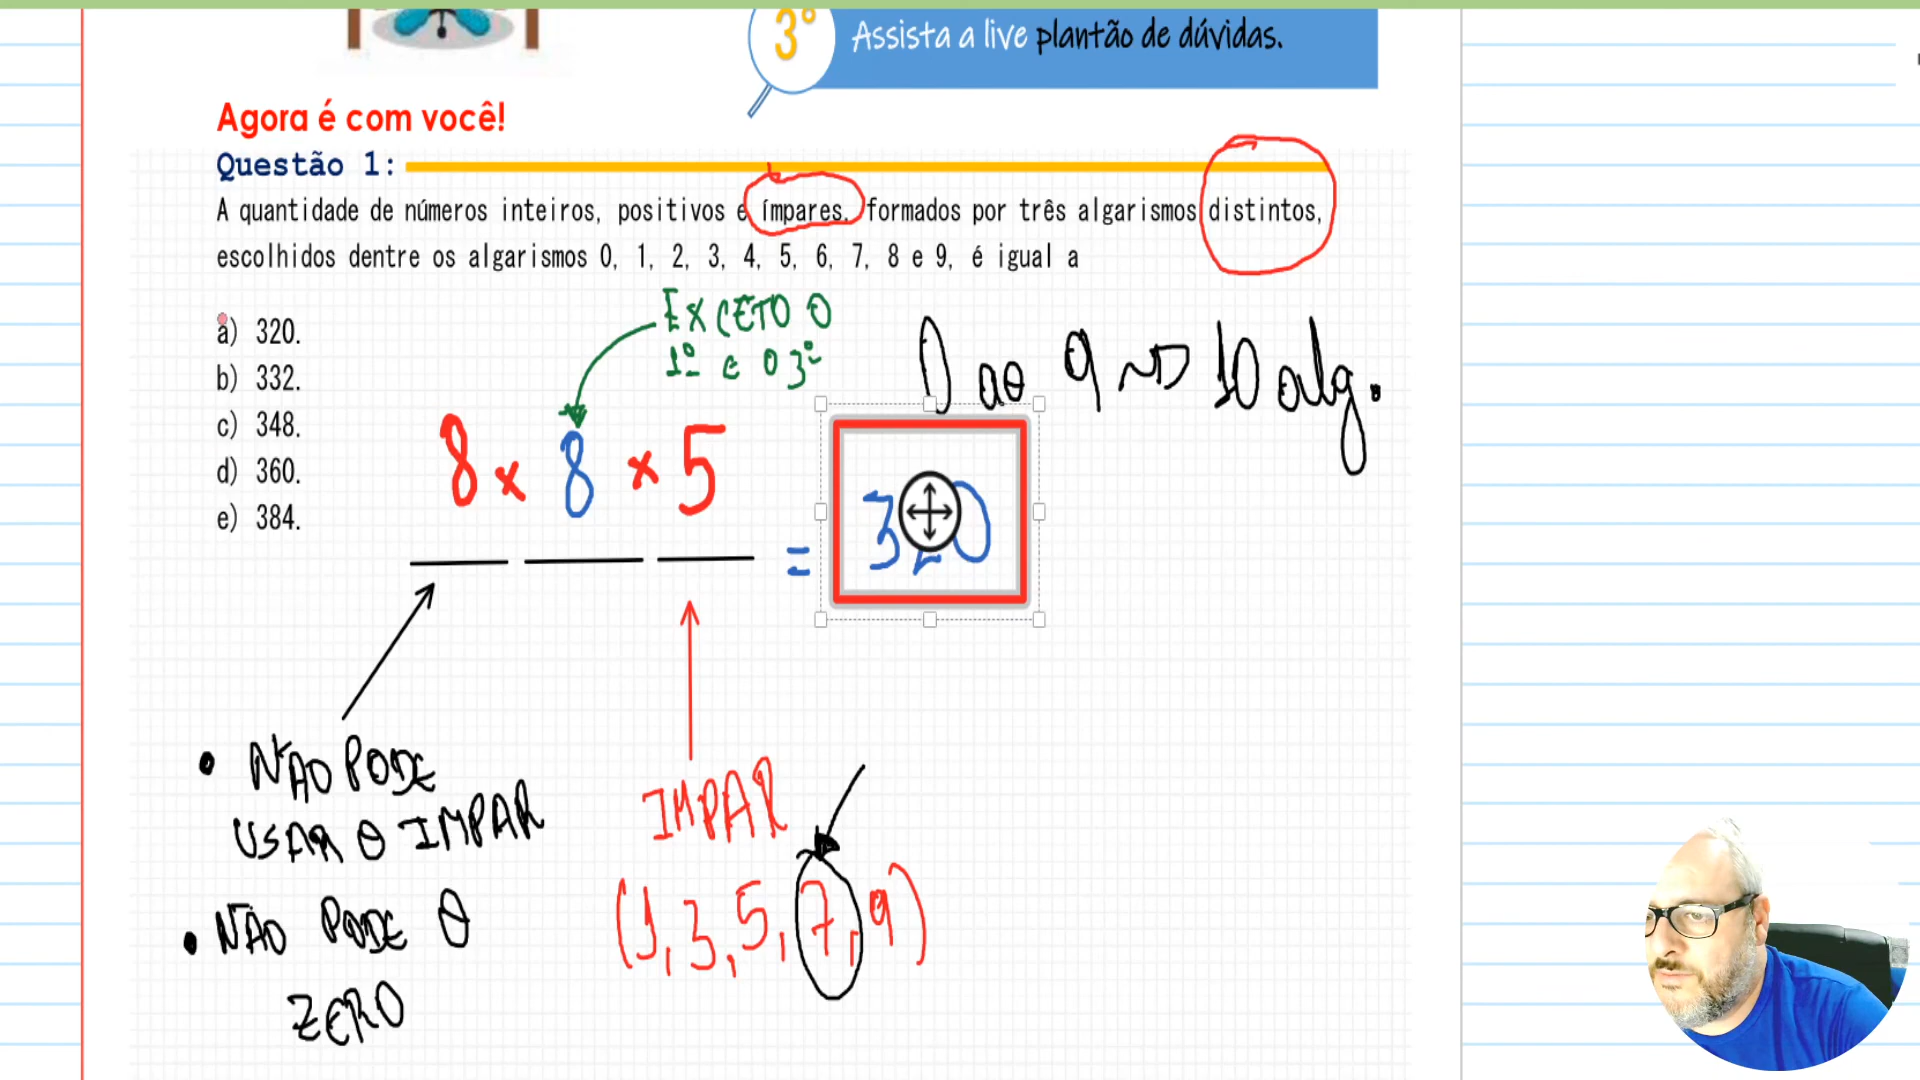 3º Assista a live plantão de dúvidas.
Agora é com você!
Questão 1:
A quantidade de números inteiros, positivos e ímpares, formados por três algarismos distintos,
escolhidos dentre os algarismos 0, 1, 2, 3, 4, 5, 6, 7, 8 e 9, é igual a
a) 320.
b) 332.
c) 348.
d) 360.
e) 384.
EXCETO O
1º E O 3º
0 ao 9 → 10 alg.
8 x 8 x 5
= 320
• NÃO PODE
USAR O IMPAR
• NÃO PODE O
ZERO
IMPAR
(1, 3, 5, 7, 9)